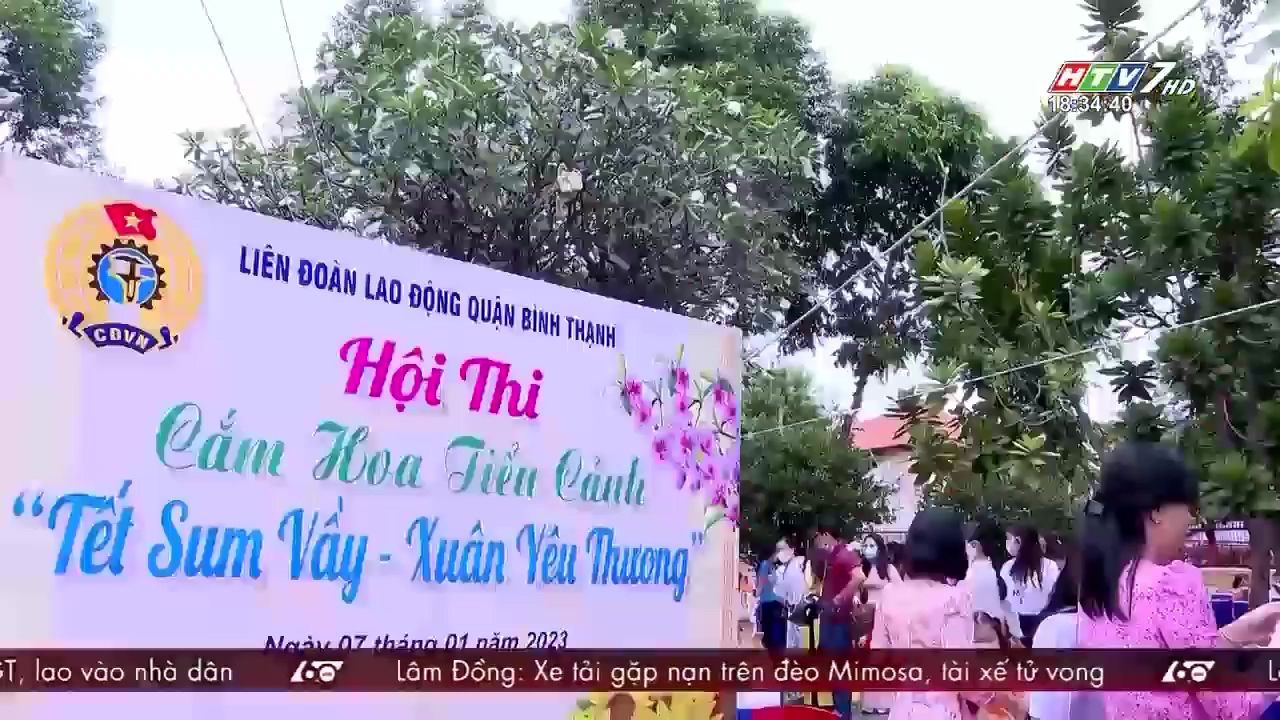 HTV7 HD
18:34:40
CĐVN
LIÊN ĐOÀN LAO ĐỘNG QUẬN BÌNH THẠNH
Hội Thi
Cắm Hoa Tiểu Cảnh
“Tết Sum Vầy - Xuân Yêu Thương”
Ngày 07 tháng 01 năm 2023
GT, lao vào nhà dân 60 Lâm Đồng: Xe tải gặp nạn trên đèo Mimosa, tài xế tử vong 60